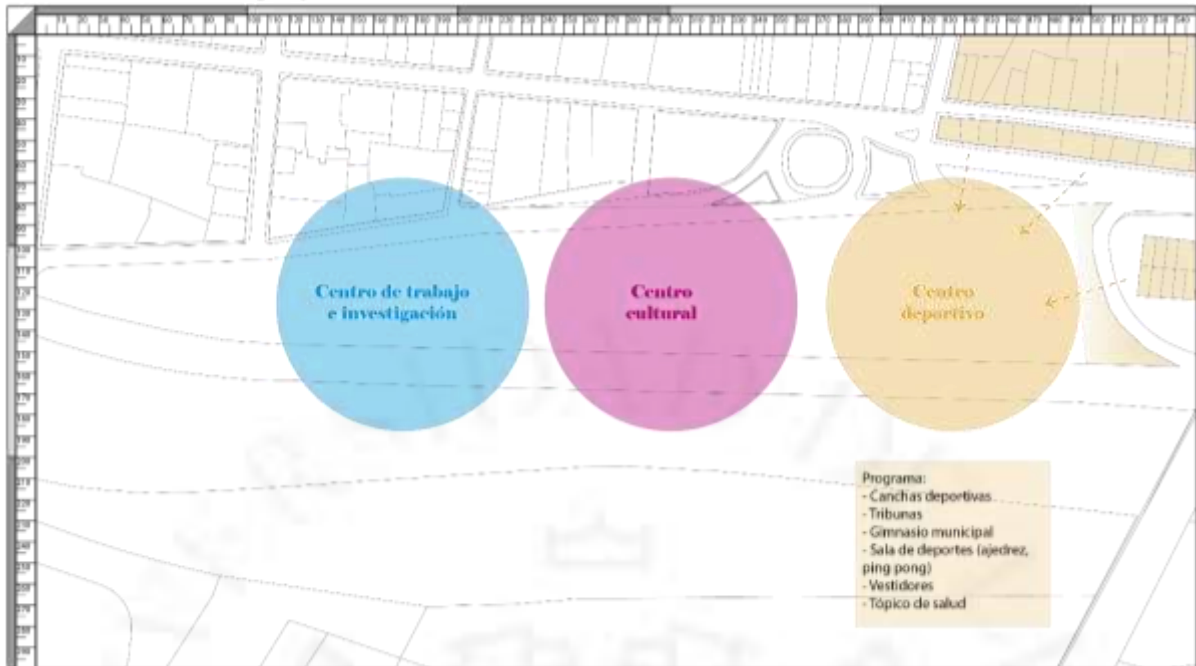 Centro de trabajo
e investigación
Centro
cultural
Centro
deportivo
Programa:
- Canchas deportivas
- Tribunas
- Gimnasio municipal
- Sala de deportes (ajedrez,
ping pong)
- Vestidores
- Tópico de salud